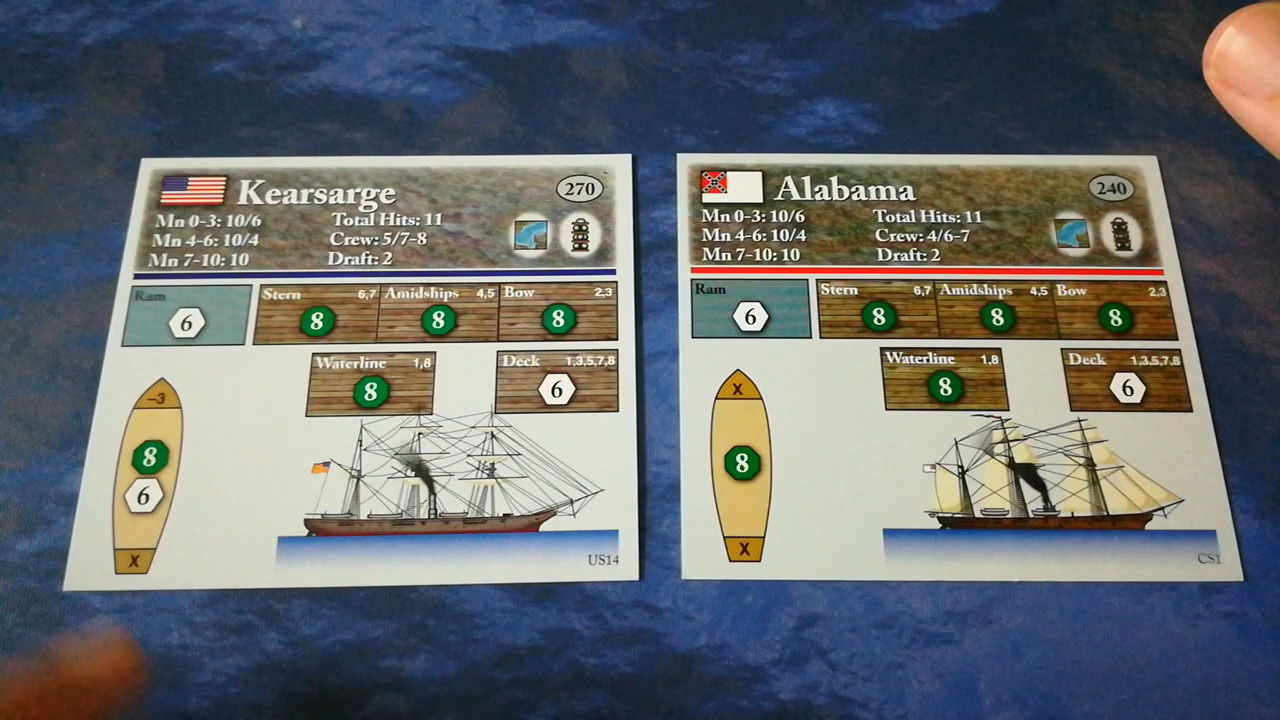 Kearsarge 270
Mn 0-3: 10/6 Total Hits: 11
Mn 4-6: 10/4 Crew: 5/7-8
Mn 7-10: 10 Draft: 2
Ram Stern 6,7 Amidships 4,5 Bow 2,3
6 8 8 8
Waterline 1,8 Deck 1,3,5,7,8
8 6
-3
8
6
X
US14
Alabama 240
Mn 0-3: 10/6 Total Hits: 11
Mn 4-6: 10/4 Crew: 4/6-7
Mn 7-10: 10 Draft: 2
Ram Stern 6,7 Amidships 4,5 Bow 2,3
6 8 8 8
Waterline 1,8 Deck 1,3,5,7,8
8 6
X
8
X
CS1